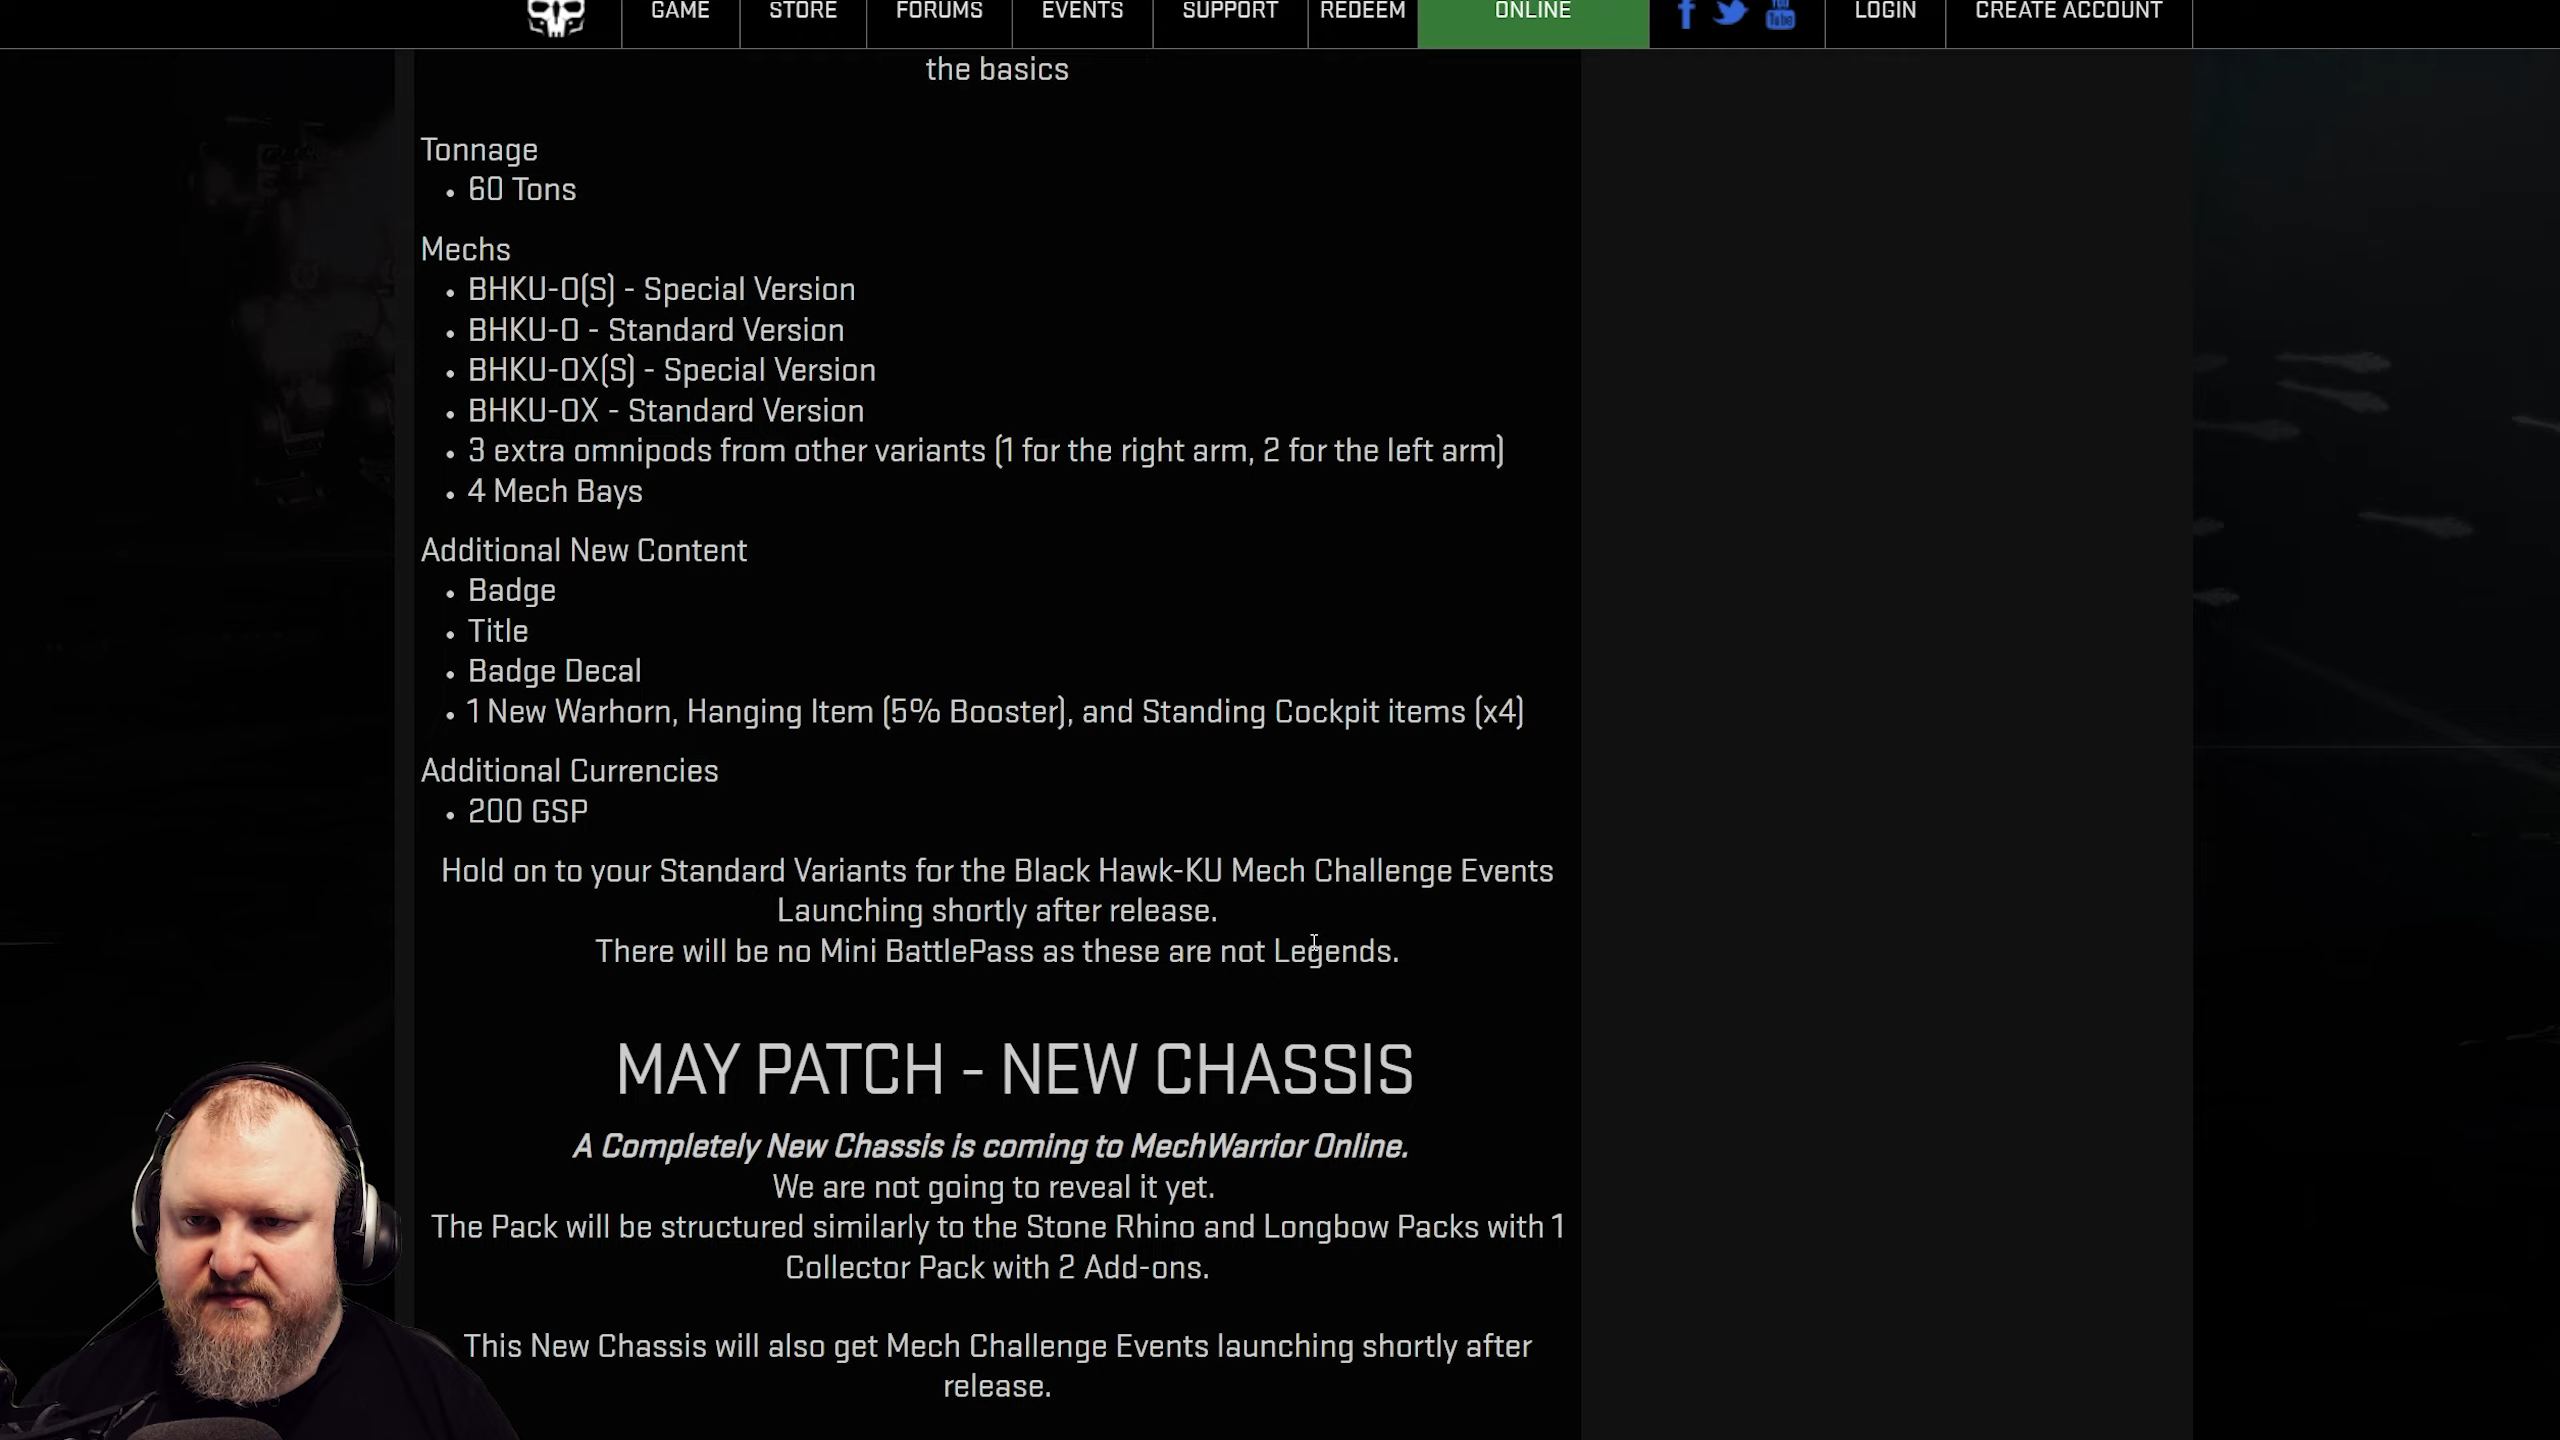 GAME STORE FORUMS EVENTS SUPPORT REDEEM ONLINE f You Tube LOGIN CREATE ACCOUNT
the basics
Tonnage
• 60 Tons
Mechs
• BHKU-O(S) - Special Version
• BHKU-O - Standard Version
• BHKU-OX(S) - Special Version
• BHKU-OX - Standard Version
• 3 extra omnipods from other variants (1 for the right arm, 2 for the left arm)
• 4 Mech Bays
Additional New Content
• Badge
• Title
• Badge Decal
• 1 New Warhorn, Hanging Item (5% Booster), and Standing Cockpit items (x4)
Additional Currencies
• 200 GSP
Hold on to your Standard Variants for the Black Hawk-KU Mech Challenge Events
Launching shortly after release.
There will be no Mini BattlePass as these are not Legends.
MAY PATCH - NEW CHASSIS
A Completely New Chassis is coming to MechWarrior Online.
We are not going to reveal it yet.
The Pack will be structured similarly to the Stone Rhino and Longbow Packs with 1
Collector Pack with 2 Add-ons.
This New Chassis will also get Mech Challenge Events launching shortly after
release.